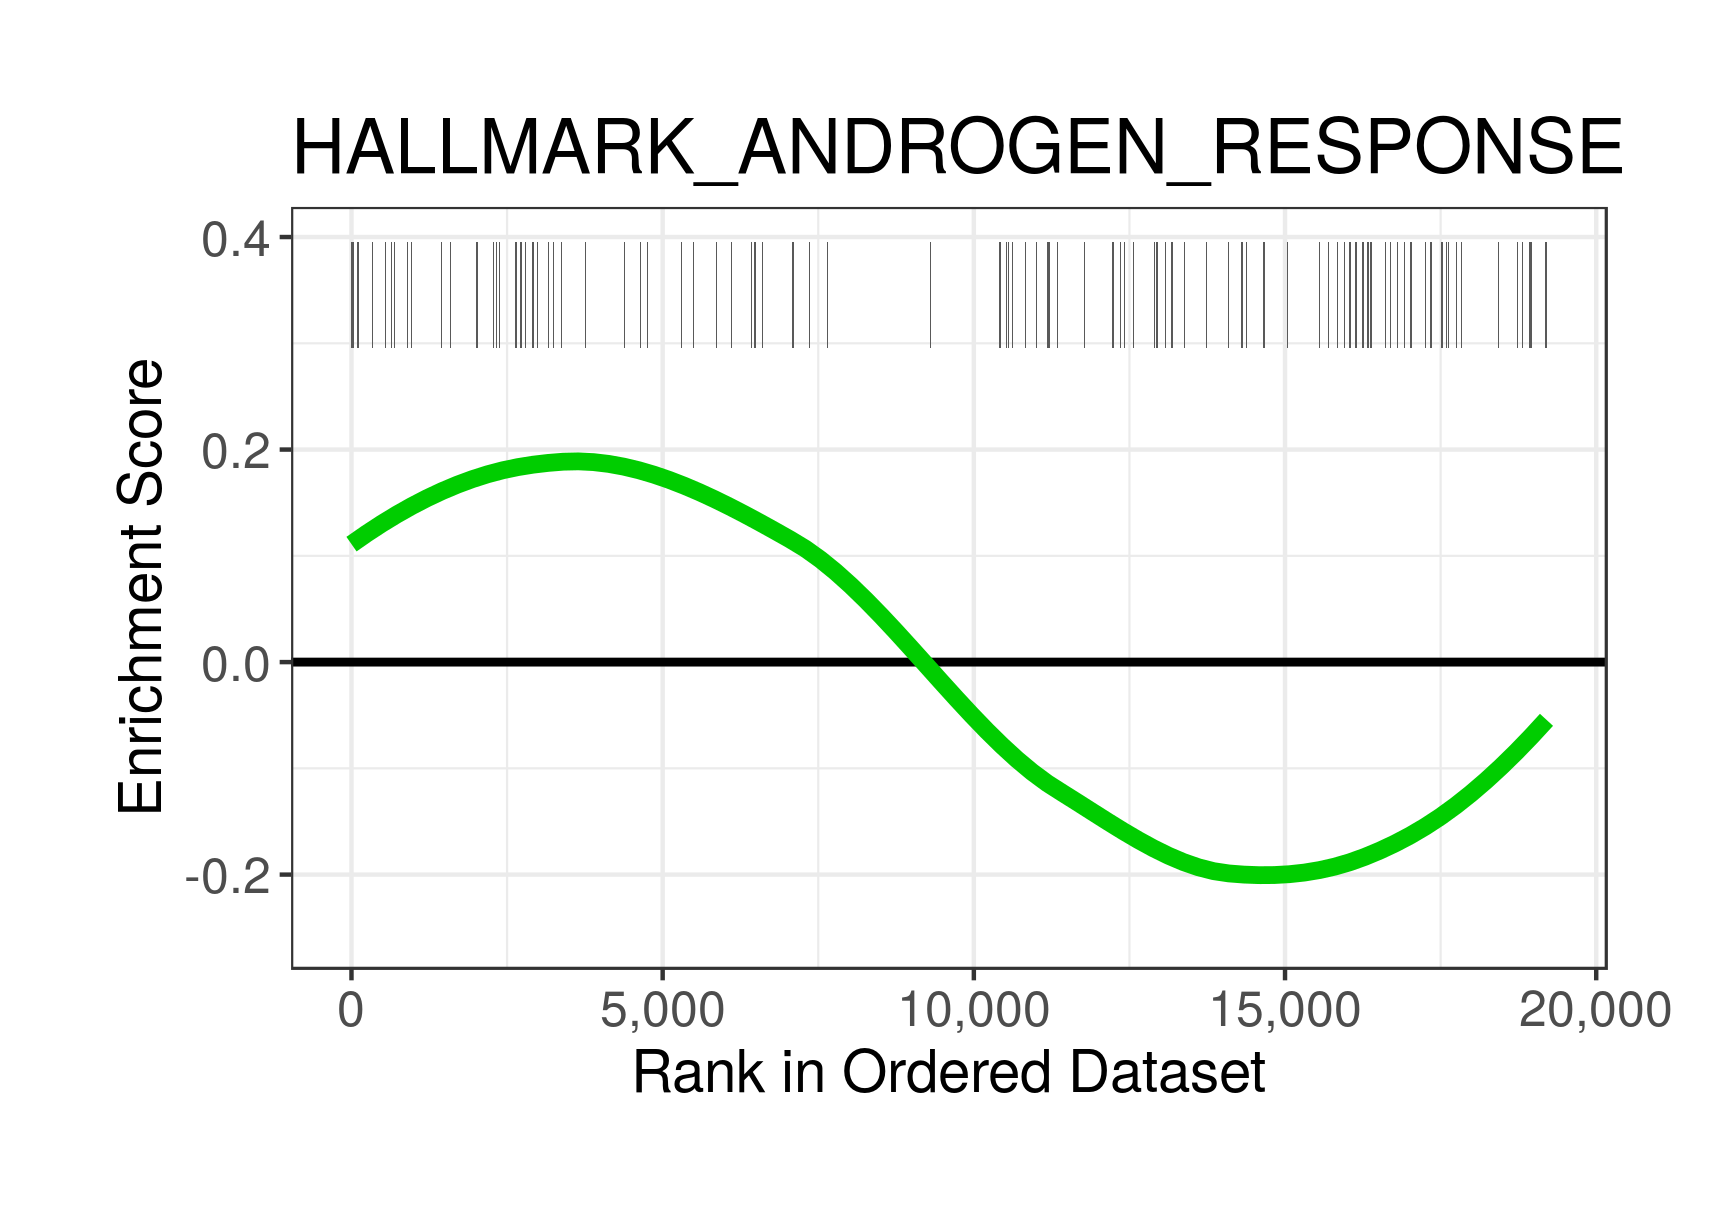 HALLMARK_ANDROGEN_RESPONSE
0.4
0.2
0.0
-0.2
Enrichment Score
0 5,000 10,000 15,000 20,000
Rank in Ordered Dataset